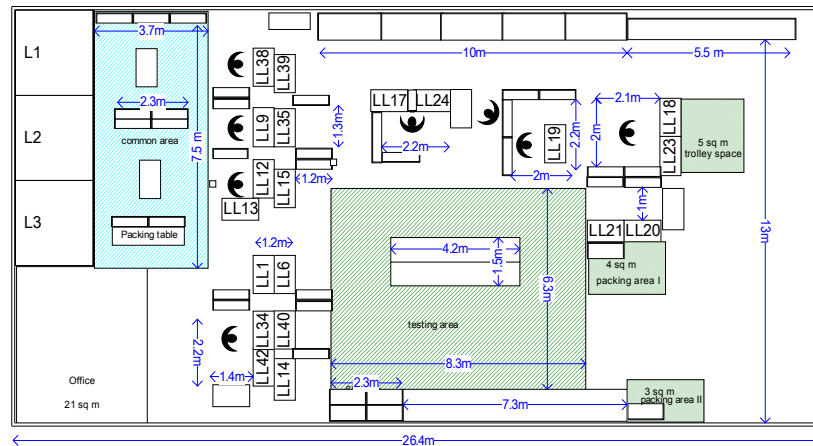 3.7m
10m
5.5 m
L1
LL38
LL39
2.3m
LL17
LL24
2.1m
LL18
common area
7.5 m
LL9
LL35
1.3m
2.2m
LL19
2.2m
2m
LL23
5 sq m
trolley space
L2
LL12
LL15
1.2m
2m
LL13
L3
Packing table
1m
LL21
LL20
13m
1.2m
4.2m
1.5m
LL1
LL6
6.3m
4 sq m
packing area I
LL34
LL40
testing area
2.2m
LL42
LL14
8.3m
1.4m
2.3m
Office
21 sq m
7.3m
3 sq m
packing area II
26.4m